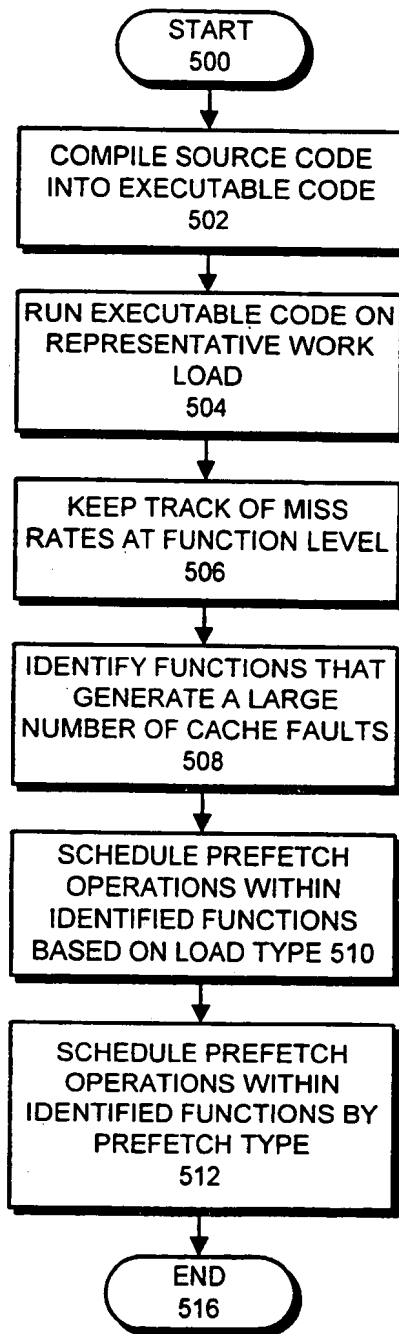 START
500
COMPILE SOURCE CODE
INTO EXECUTABLE CODE
502
RUN EXECUTABLE CODE ON
REPRESENTATIVE WORK
LOAD
504
KEEP TRACK OF MISS
RATES AT FUNCTION LEVEL
506
IDENTIFY FUNCTIONS THAT
GENERATE A LARGE
NUMBER OF CACHE FAULTS
508
SCHEDULE PREFETCH
OPERATIONS WITHIN
IDENTIFIED FUNCTIONS
BASED ON LOAD TYPE 510
SCHEDULE PREFETCH
OPERATIONS WITHIN
IDENTIFIED FUNCTIONS BY
PREFETCH TYPE
512
END
516